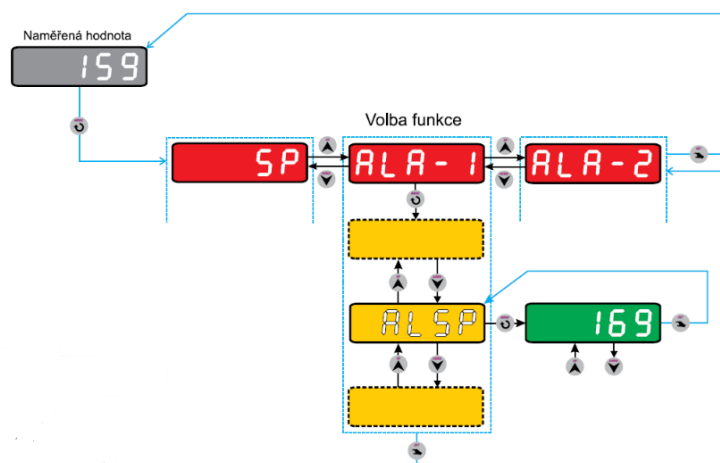 Naměřená hodnota
159
Volba funkce
SP
ALA-1
ALA-2
ALSP
169